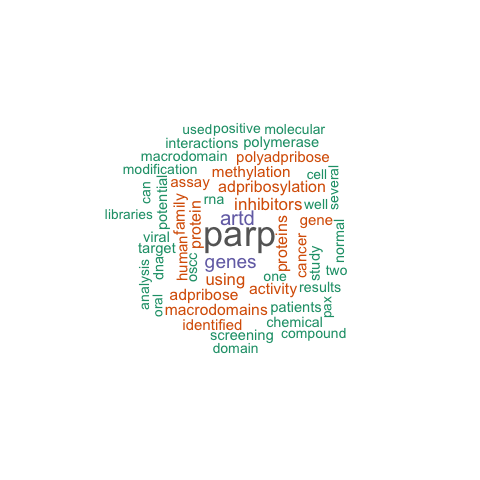 used positive molecular
interactions polymerase
macrodomain polyadpribose
modification methylation cell
can potential assay adpribosylation several
family protein rna inhibitors well
libraries artd gene
viral parp normal
target human genes proteins cancer study
dna oscc one two
analysis using activity results
oral adpribose patients pax
macrodomains chemical
identified compound
screening
domain